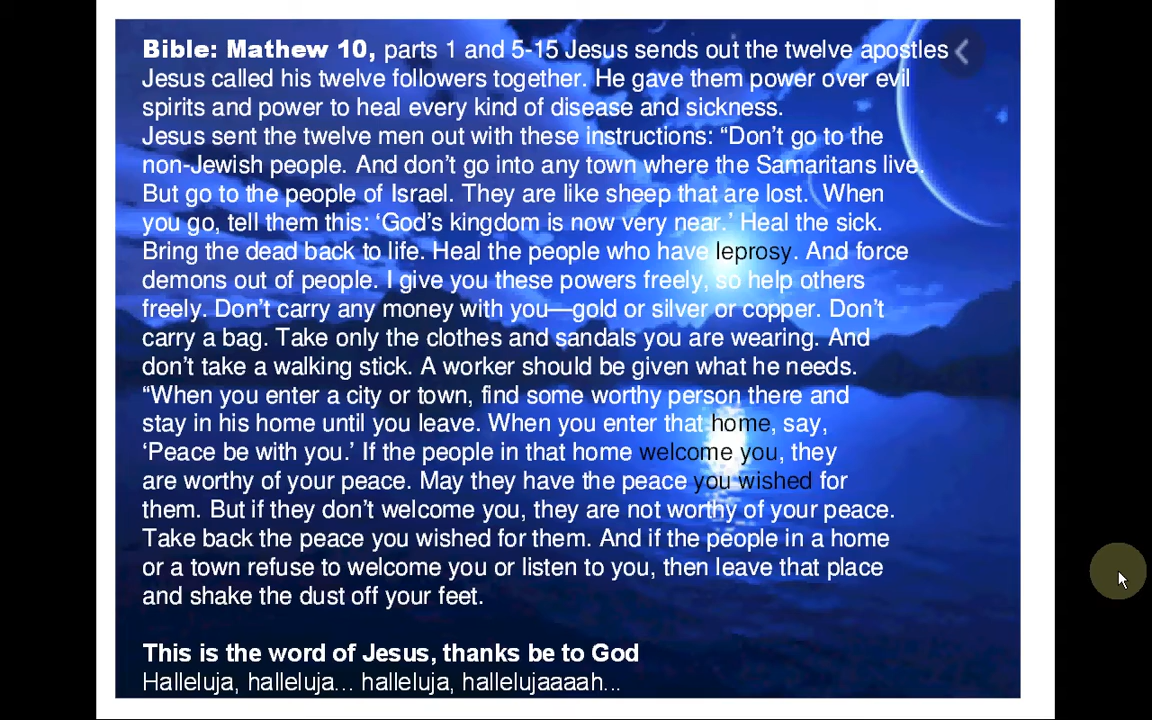 Bible: Mathew 10, parts 1 and 5-15 Jesus sends out the twelve apostles
Jesus called his twelve followers together. He gave them power over evil
spirits and power to heal every kind of disease and sickness.
Jesus sent the twelve men out with these instructions: “Don’t go to the
non-Jewish people. And don’t go into any town where the Samaritans live.
But go to the people of Israel. They are like sheep that are lost.  When
you go, tell them this: ‘God’s kingdom is now very near.’ Heal the sick.
Bring the dead back to life. Heal the people who have leprosy. And force
demons out of people. I give you these powers freely, so help others
freely. Don’t carry any money with you—gold or silver or copper. Don’t
carry a bag. Take only the clothes and sandals you are wearing. And
don’t take a walking stick. A worker should be given what he needs.
“When you enter a city or town, find some worthy person there and
stay in his home until you leave. When you enter that home, say,
‘Peace be with you.’ If the people in that home welcome you, they
are worthy of your peace. May they have the peace you wished for
them. But if they don’t welcome you, they are not worthy of your peace.
Take back the peace you wished for them. And if the people in a home
or a town refuse to welcome you or listen to you, then leave that place
and shake the dust off your feet.
This is the word of Jesus, thanks be to God
Halleluja, halleluja... halleluja, hallelujaaaah...